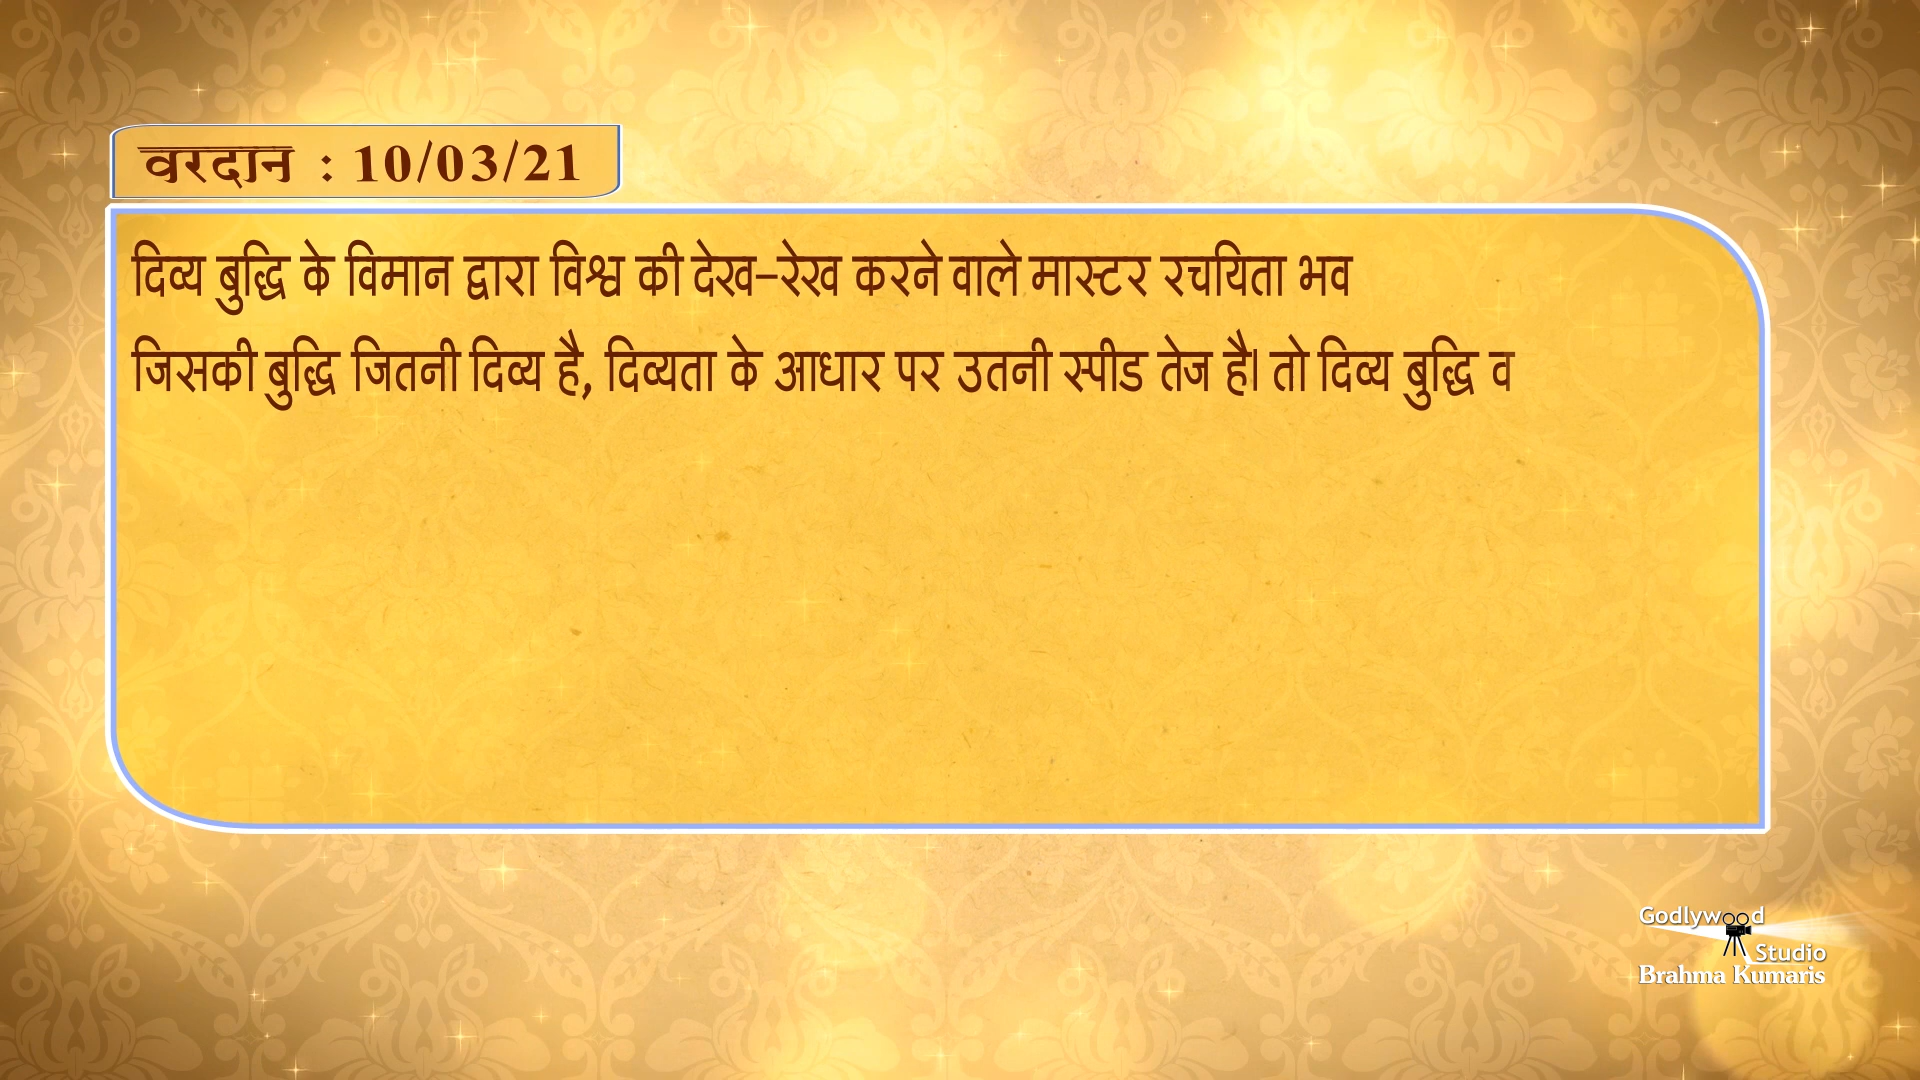 वरदान : 10/03/21
दिव्य बुद्धि के विमान द्वारा विश्व की देख-रेख करने वाले मास्टर रचयिता भव
जिसकी बुद्धि जितनी दिव्य है, दिव्यता के आधार पर उतनी स्पीड तेज है। तो दिव्य बुद्धि व
Godlywood
Studio
Brahma Kumaris